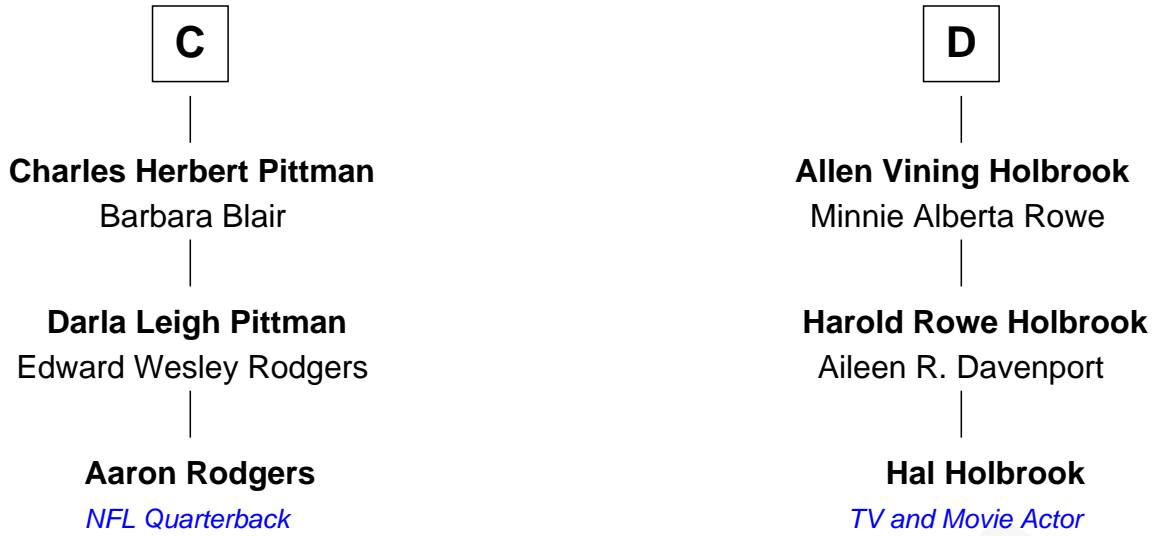 C
Charles Herbert Pittman
Barbara Blair
Darla Leigh Pittman
Edward Wesley Rodgers
Aaron Rodgers
NFL Quarterback
D
Allen Vining Holbrook
Minnie Alberta Rowe
Harold Rowe Holbrook
Aileen R. Davenport
Hal Holbrook
TV and Movie Actor